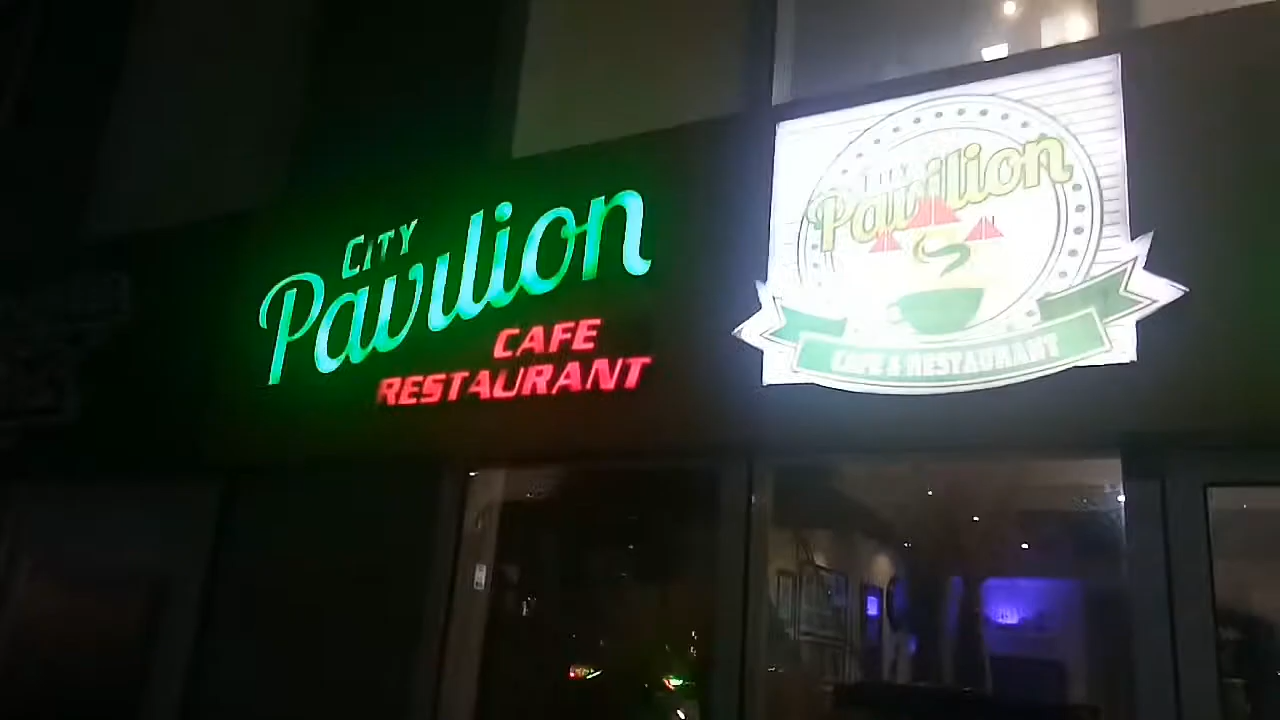 CITY
Pavilion
CAFE
RESTAURANT
Pavilion
CAFE & RESTAURANT